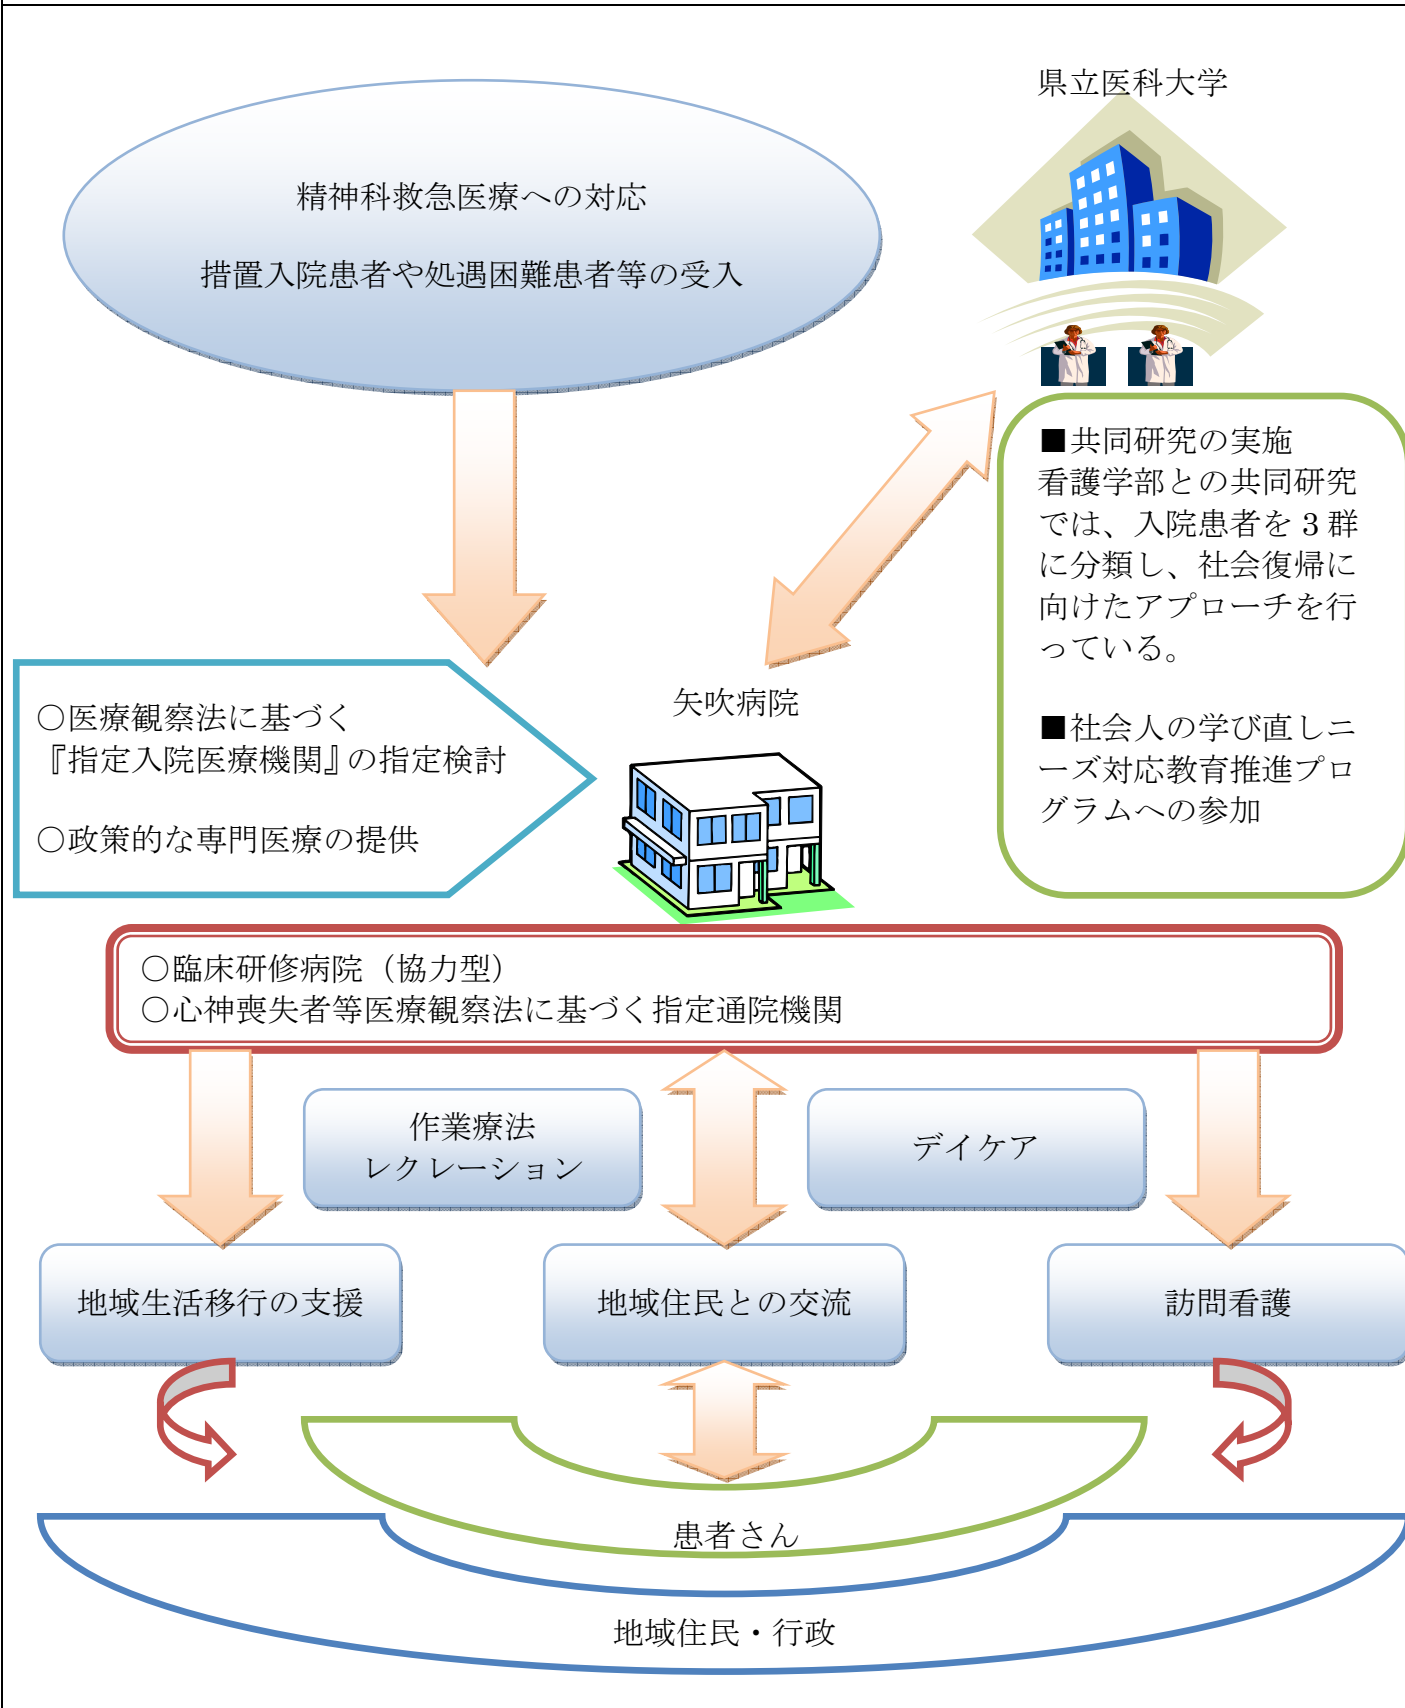 県立医科大学
精神科救急医療への対応
措置入院患者や処遇困難患者等の受入
■共同研究の実施
看護学部との共同研究
では、入院患者を3群
に分類し、社会復帰に
向けたアプローチを行
っている。
■社会人の学び直しニ
ーズ対応教育推進プロ
グラムへの参加
矢吹病院
○医療観察法に基づく
『指定入院医療機関』の指定検討
○政策的な専門医療の提供
○臨床研修病院（協力型）
○心神喪失者等医療観察法に基づく指定通院機関
作業療法
レクレーション
デイケア
地域生活移行の支援
地域住民との交流
訪問看護
患者さん
地域住民・行政